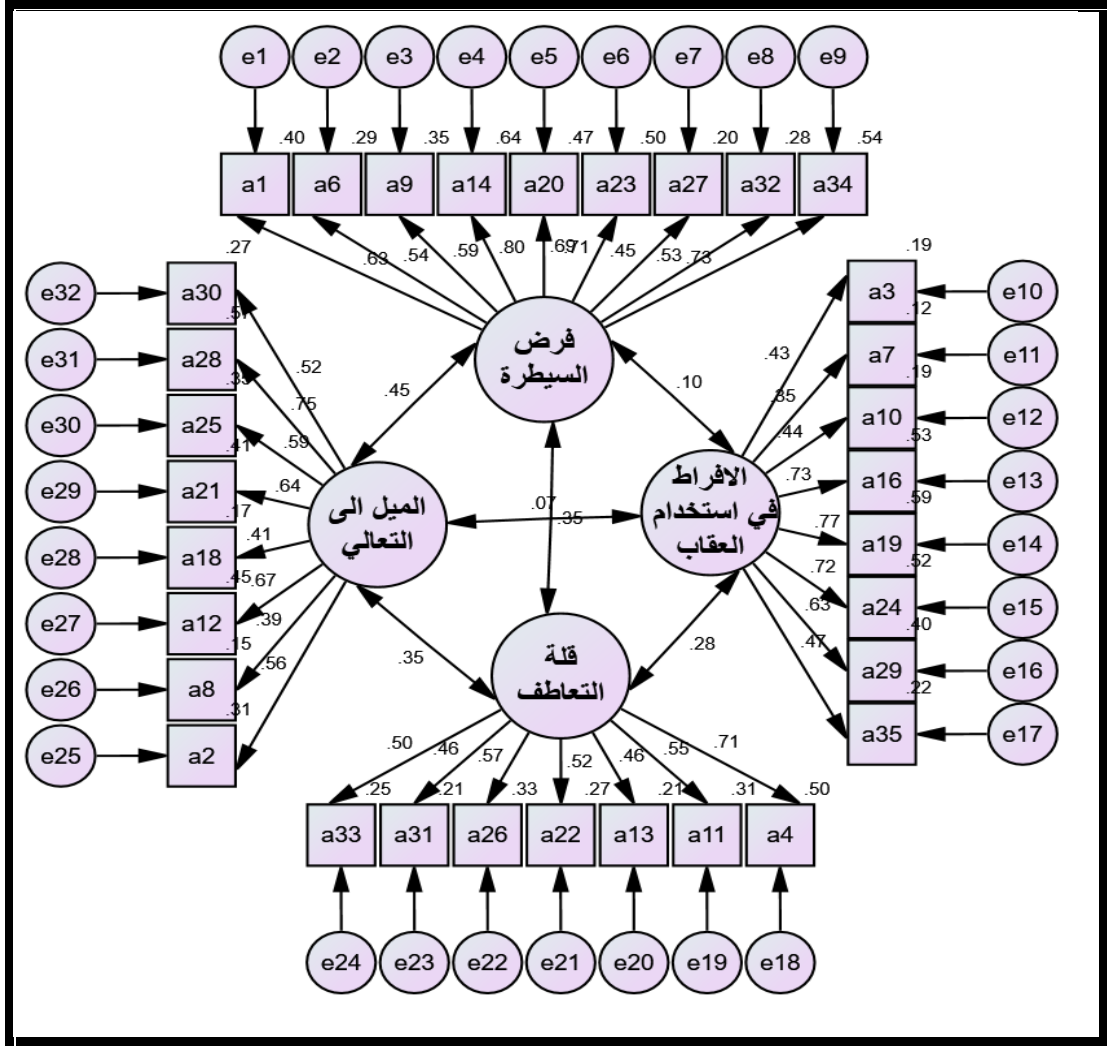 e1 e2 e3 e4 e5 e6 e7 e8 e9
.40 .29 .35 .64 .47 .50 .20 .28 .54
a1 a6 a9 a14 a20 a23 a27 a32 a34
.63 .54 .59 .80 .69 .71 .45 .53 .73
فرض
السيطرة
.27
e32 a30
.57
e31 a28
.35
e30 a25
.41
e29 a21
.17
e28 a18
.45
e27 a12
.15
e26 a8
.31
e25 a2
.52
.75
.59
.64
.41
.67
.39
.56
الميل الى
التعالي
.45
.10
.07
.35
.35
.28
الافراط
في استخدام
العقاب
.43
.35
.44
.73
.77
.72
.63
.47
.19
a3 e10
.12
a7 e11
.19
a10 e12
.53
a16 e13
.59
a19 e14
.52
a24 e15
.40
a29 e16
.22
a35 e17
قلة
التعاطف
.50 .46 .57 .52 .46 .55 .71
.25 .21 .33 .27 .21 .31 .50
a33 a31 a26 a22 a13 a11 a4
e24 e23 e22 e21 e20 e19 e18